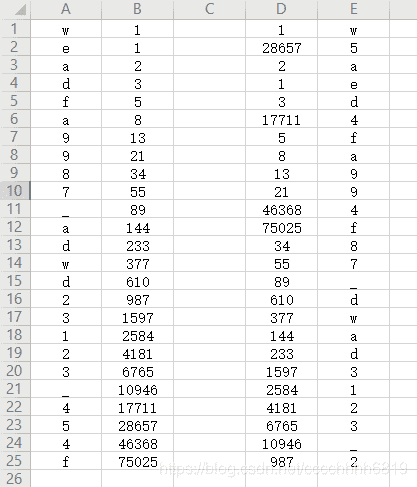 A B C D E
1 w 1 1 w
2 e 1 28657 5
3 a 2 2 a
4 d 3 1 e
5 f 5 3 d
6 a 8 17711 4
7 9 13 5 f
8 9 21 8 a
9 8 34 13 9
10 7 55 21 9
11 _ 89 46368 4
12 a 144 75025 f
13 d 233 34 8
14 w 377 55 7
15 d 610 89 _
16 2 987 610 d
17 3 1597 377 w
18 1 2584 144 a
19 2 4181 233 d
20 3 6765 1597 3
21 _ 10946 2584 1
22 4 17711 4181 2
23 5 28657 6765 3
24 4 46368 10946 _
25 f 75025 987 2
26